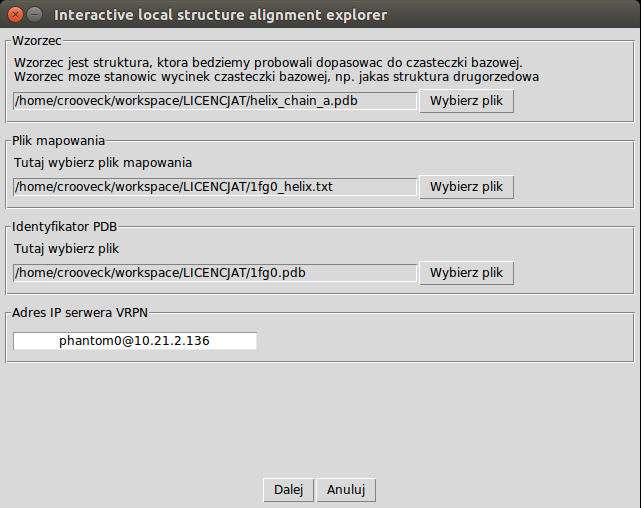 Interactive local structure alignment explorer
Wzorzec
Wzorzec jest struktura, ktora bedziemy probowali dopasowac do czasteczki bazowej.
Wzorzec moze stanowic wycinek czasteczki bazowej, np. jakas struktura drugorzedowa
/home/crooveck/workspace/LICENCJAT/helix_chain_a.pdb Wybierz plik
Plik mapowania
Tutaj wybierz plik mapowania
/home/crooveck/workspace/LICENCJAT/1fg0_helix.txt Wybierz plik
Identyfikator PDB
Tutaj wybierz plik
/home/crooveck/workspace/LICENCJAT/1fg0.pdb Wybierz plik
Adres IP serwera VRPN
phantom0@10.21.2.136
Dalej Anuluj